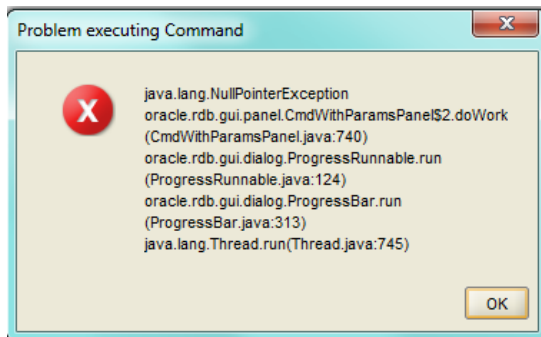 Problem executing Command
java.lang.NullPointerException
oracle.rdb.gui.panel.CmdWithParamsPanel$2.doWork
(CmdWithParamsPanel.java:740)
oracle.rdb.gui.dialog.ProgressRunnable.run
(ProgressRunnable.java:124)
oracle.rdb.gui.dialog.ProgressBar.run
(ProgressBar.java:313)
java.lang.Thread.run(Thread.java:745)
OK